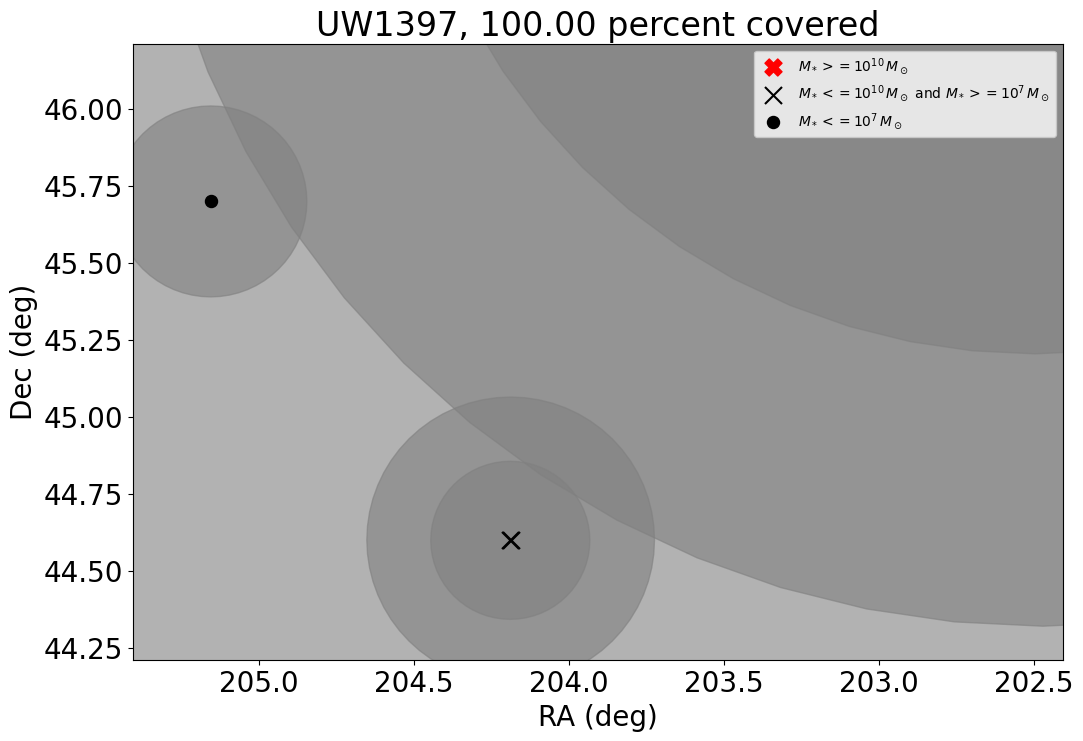 UW1397, 100.00 percent covered
M* >= 10^10 M⊙
M* <= 10^10 M⊙ and M* >= 10^7 M⊙
M* <= 10^7 M⊙
46.00
45.75
45.50
45.25
45.00
44.75
44.50
44.25
Dec (deg)
205.0 204.5 204.0 203.5 203.0 202.5
RA (deg)